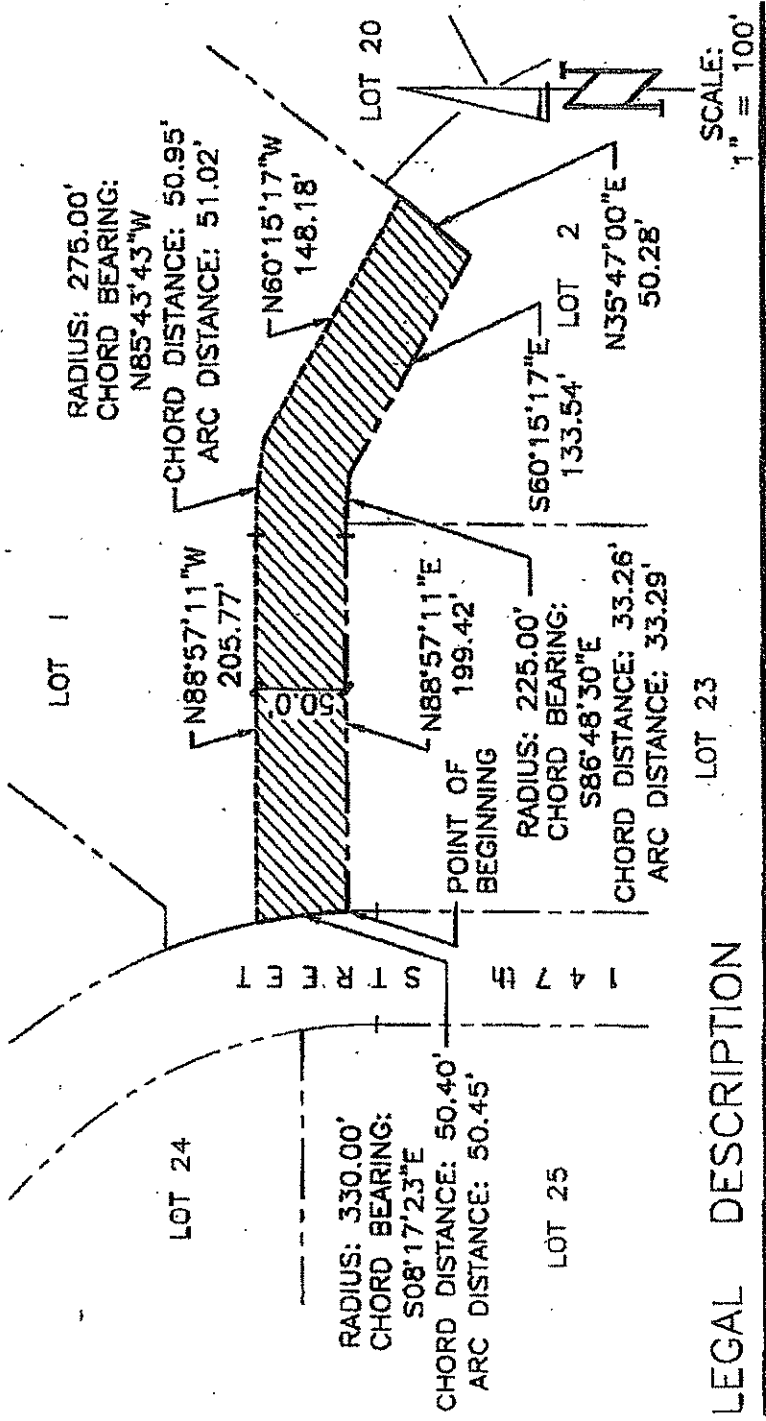 LOT 1
RADIUS: 275.00'
CHORD BEARING:
N85°43'43"W
CHORD DISTANCE: 50.95'
ARC DISTANCE: 51.02'
N60°15'17"W
148.18'
LOT 20
LOT 24
N88°57'11"W
205.77'
50.0'
N88°57'11"E
199.42'
147th STREET
POINT OF
BEGINNING
RADIUS: 330.00'
CHORD BEARING:
S08°17'23"E
CHORD DISTANCE: 50.40'
ARC DISTANCE: 50.45'
LOT 25
RADIUS: 225.00'
CHORD BEARING:
S86°48'30"E
CHORD DISTANCE: 33.26'
ARC DISTANCE: 33.29'
LOT 23
S60°15'17"E
133.54'
LOT 2
N35°47'00"E
50.28'
N
SCALE:
1" = 100'
LEGAL DESCRIPTION